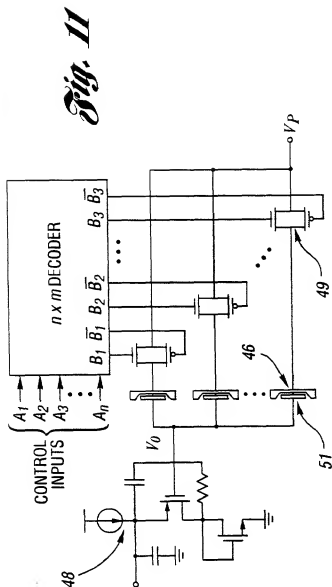 Fig. 11
CONTROL INPUTS
A1
A2
A3
An
n x m DECODER
B1 B̅1 B2 B̅2 B3 B̅3
48
V0
VP
46
49
51